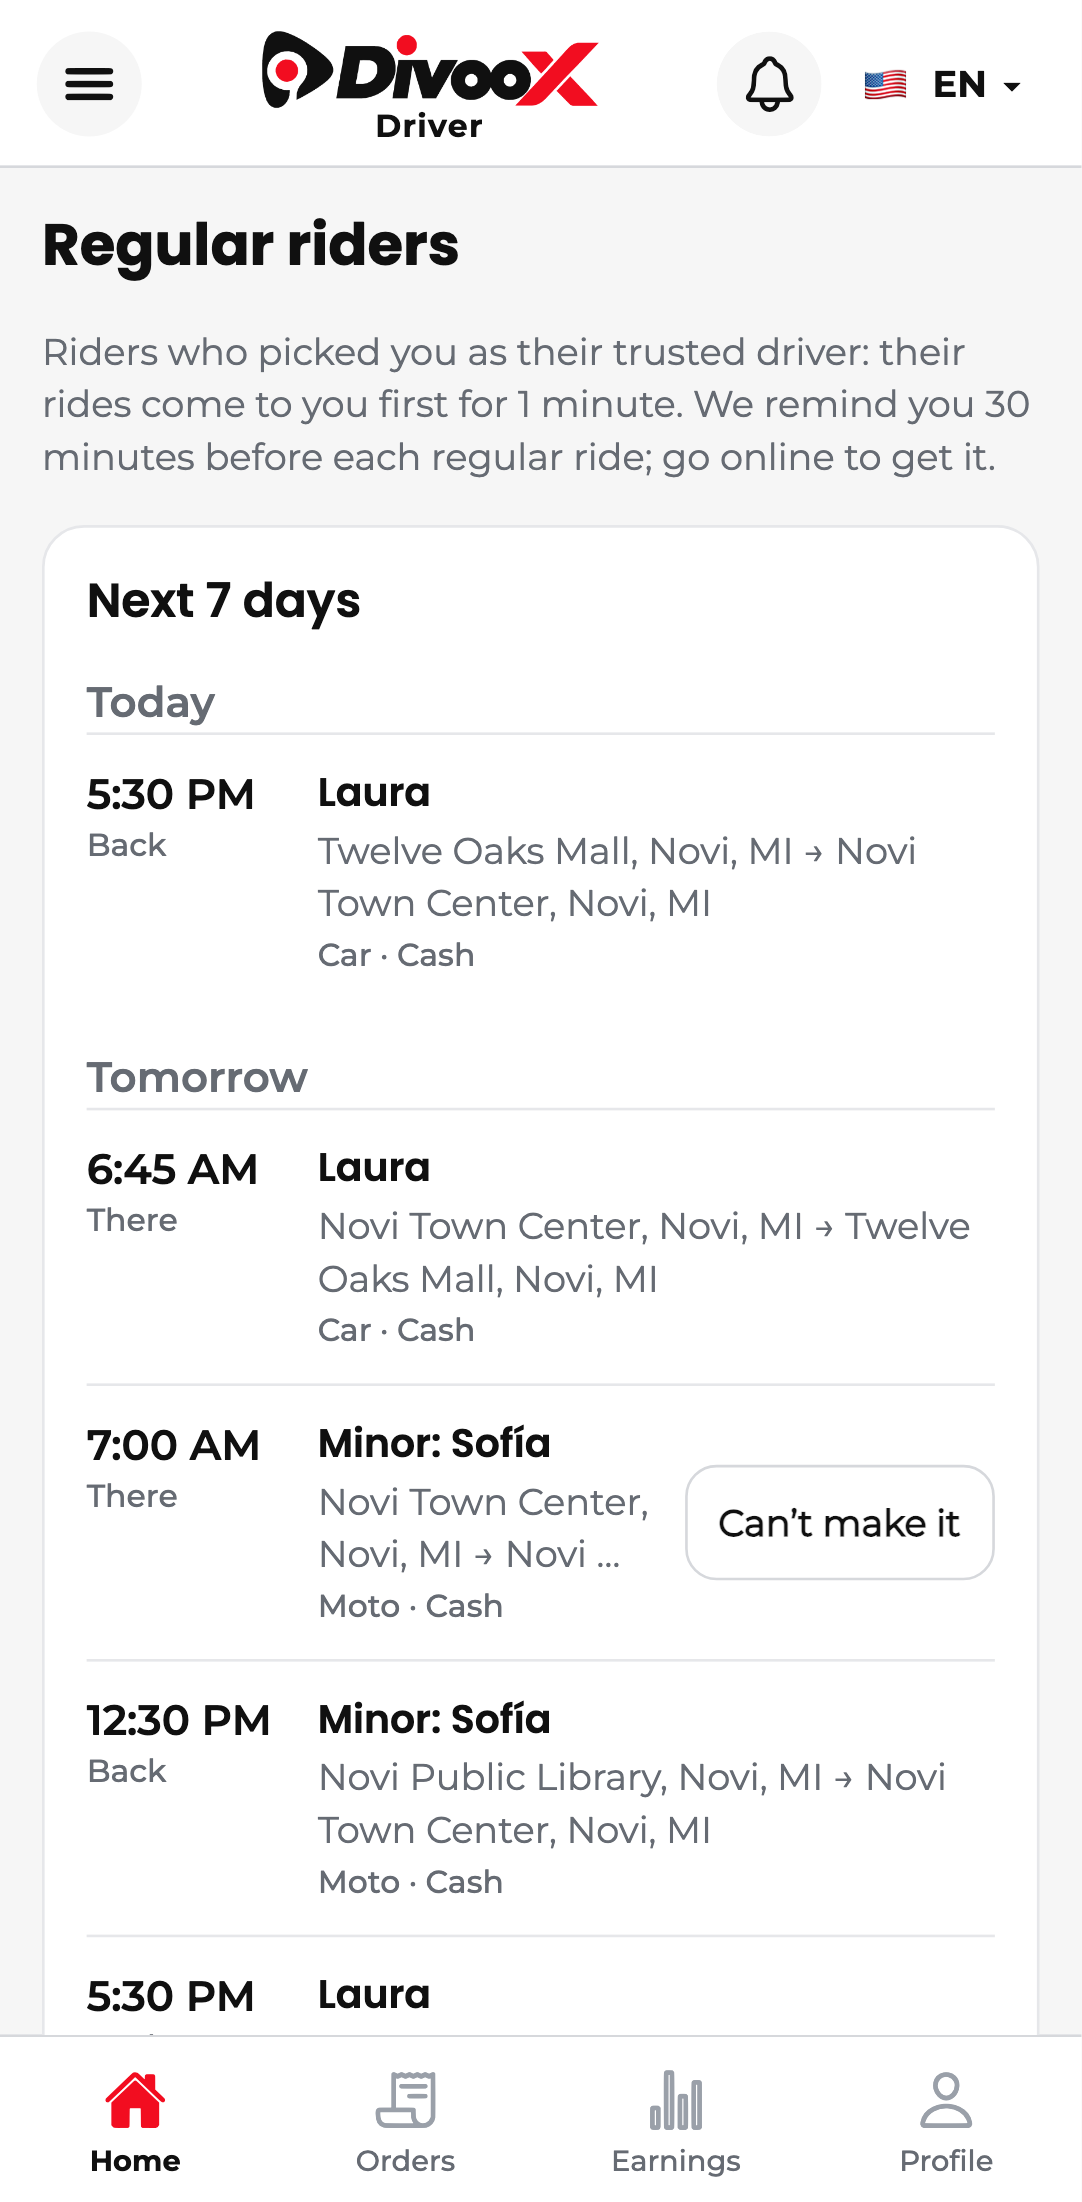 DivooX
Driver
EN
Regular riders
Riders who picked you as their trusted driver: their
rides come to you first for 1 minute. We remind you 30
minutes before each regular ride; go online to get it.
Next 7 days
Today
5:30 PM
Back
Laura
Twelve Oaks Mall, Novi, MI → Novi
Town Center, Novi, MI
Car · Cash
Tomorrow
6:45 AM
There
Laura
Novi Town Center, Novi, MI → Twelve
Oaks Mall, Novi, MI
Car · Cash
7:00 AM
There
Minor: Sofía
Novi Town Center,
Novi, MI → Novi ...
Moto · Cash
Can’t make it
12:30 PM
Back
Minor: Sofía
Novi Public Library, Novi, MI → Novi
Town Center, Novi, MI
Moto · Cash
5:30 PM
Laura
Home
Orders
Earnings
Profile